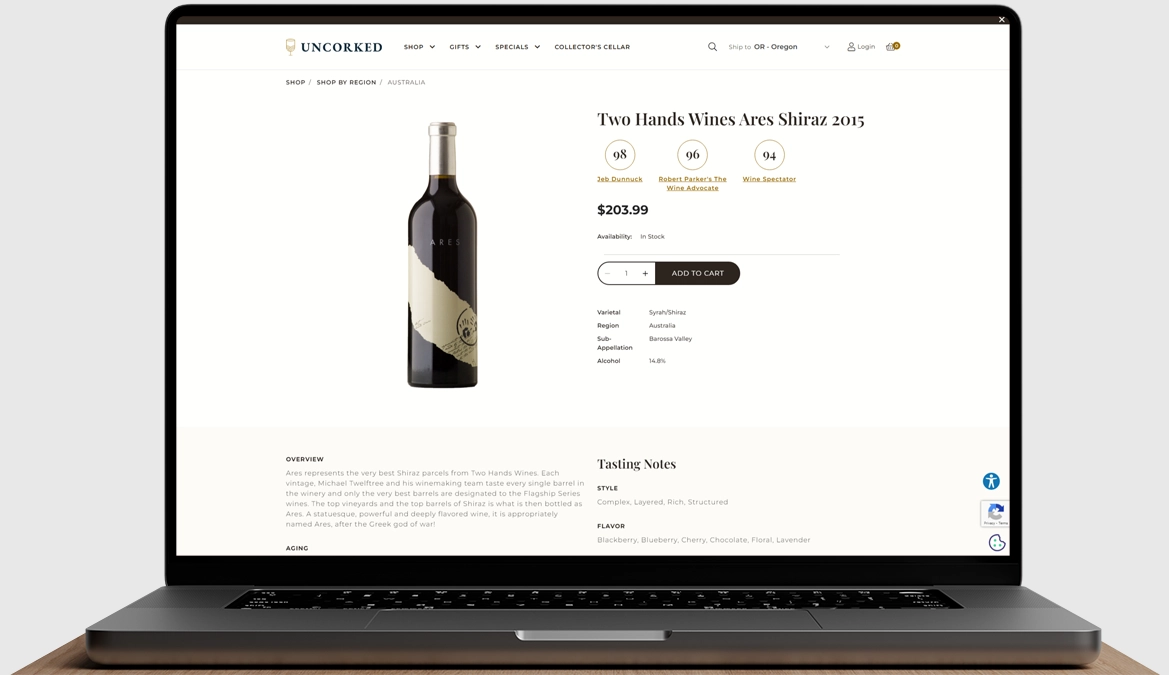 UNCORKED
SHOP GIFTS SPECIALS COLLECTOR'S CELLAR
Ship to OR - Oregon
Login
0
SHOP / SHOP BY REGION / AUSTRALIA
ARES
Two Hands Wines Ares Shiraz 2015
98 96 94
Jeb Dunnuck Robert Parker's The Wine Spectator
Wine Advocate
$203.99
Availability: In Stock
− 1 + ADD TO CART
Varietal Syrah/Shiraz
Region Australia
Sub- Barossa Valley
Appellation
Alcohol 14.8%
OVERVIEW
Ares represents the very best Shiraz parcels from Two Hands Wines. Each
vintage, Michael Twelftree and his winemaking team taste every single barrel in
the winery and only the very best barrels are designated to the Flagship Series
wines. The top vineyards and the top barrels of Shiraz is what is then bottled as
Ares. A statuesque, powerful and deeply flavored wine, it is appropriately
named Ares, after the Greek god of war!
AGING
Tasting Notes
STYLE
Complex, Layered, Rich, Structured
FLAVOR
Blackberry, Blueberry, Cherry, Chocolate, Floral, Lavender
Privacy - Terms